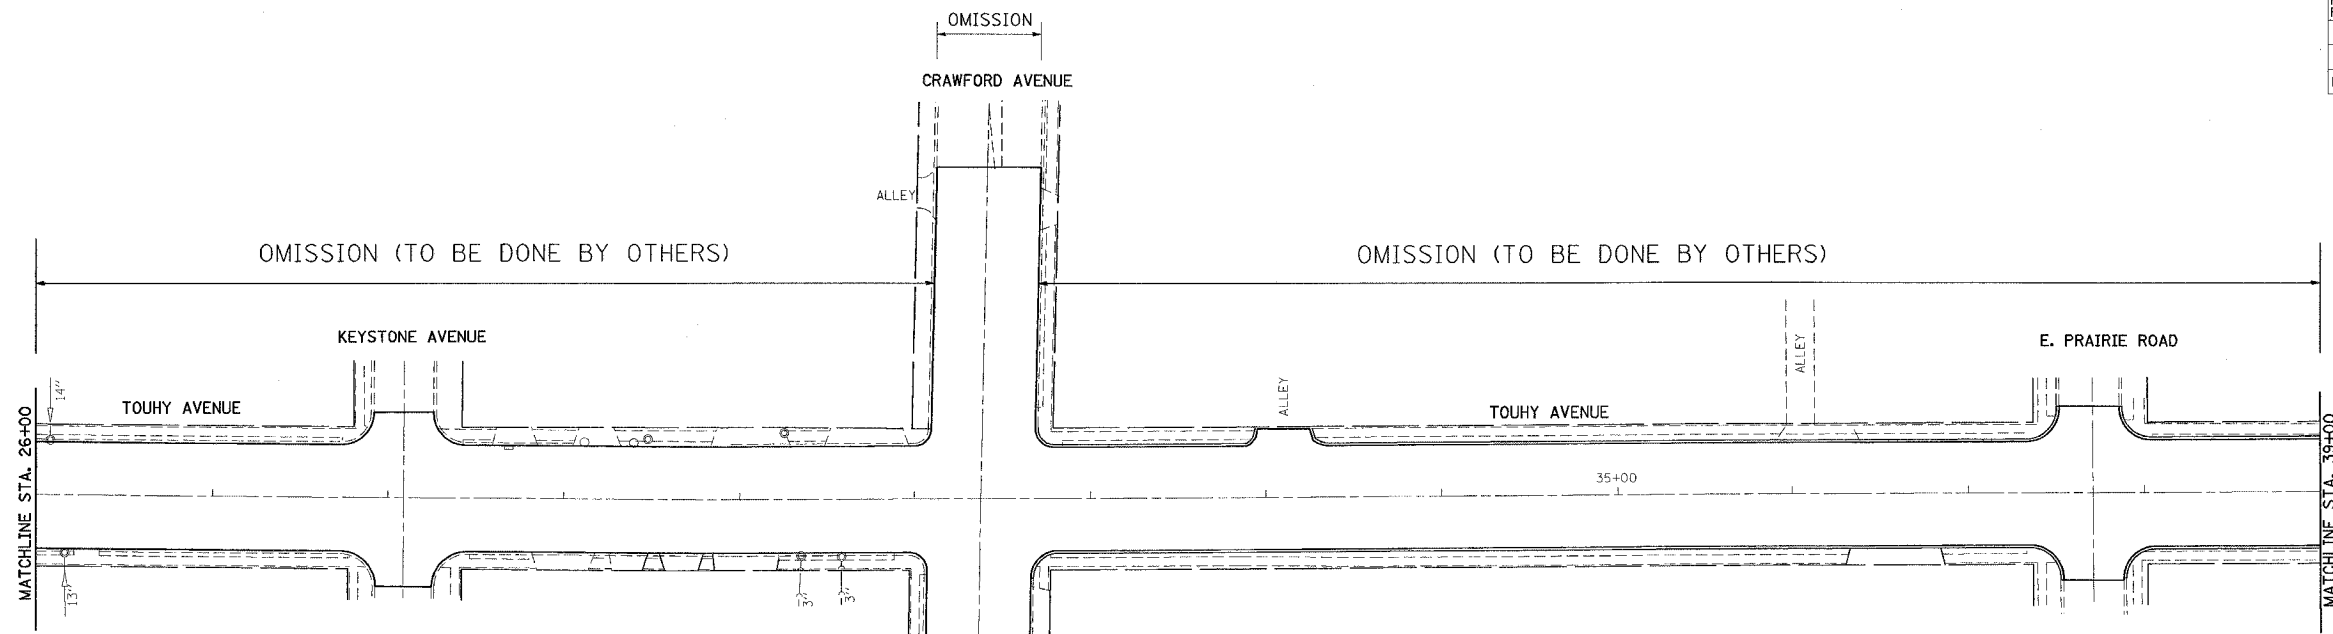 OMISSION
CRAWFORD AVENUE
ALLEY
OMISSION (TO BE DONE BY OTHERS)
OMISSION (TO BE DONE BY OTHERS)
KEYSTONE AVENUE
E. PRAIRIE ROAD
ALLEY
ALLEY
14"
TOUHY AVENUE
TOUHY AVENUE
MATCHLINE STA. 26+00
MATCHLINE STA. 39+00
35+00
13"
3"
3"